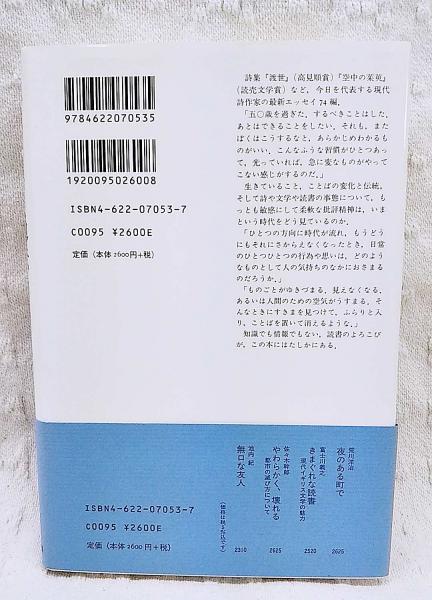 9784622070535
1920095026008
ISBN4-622-07053-7
C0095 ¥2600E
定価（本体2600円+税）
詩集『渡世』（高見順賞）『空中の茱萸』
（読売文学賞）など，今日を代表する現代
詩作家の最新エッセイ74編．
「五〇歳を過ぎた．するべきことはした．
あとはできることをしたい．それも，また
ぼくはこうするなと，あらかじめわかるも
のがいい．こんなふうな習慣がひとつあっ
て，光っていれば，急に変なものがやって
こない感じがするのだ．」
生きていること，ことばの変化と伝統，
そして詩や文学や読書の事態について，も
っとも敏感にして柔軟な批評精神は，いま
という時代をどう見るのか．
「ひとつの方向に時代が流れ，もうどう
にもそれにさからえなくなったとき，日常
のひとつひとつの行為や思いは，どのよう
なものとして人の気持ちのなかにおさまる
のだろうか．」
「ものごとがゆきづまる．見えなくなる．
あるいは人間のための空気がうすまる．そ
んなときにすきまを見つけて，ふらりと入
り，ことばを置いて消えるような．」
知識でも情報でもない，読書のよろこび
が，この本にはたしかにある．
荒川洋治
夜のある町で
2625
富士川義之
きまぐれな読書
現代イギリス文学の魅力
2520
佐々木幹郎
やわらかく、壊れる
都市の滅び方について
2625
池内 紀
無口な友人
2310
（価格は税5%込です）
ISBN4-622-07053-7
C0095 ¥2600E
定価（本体2600円+税）